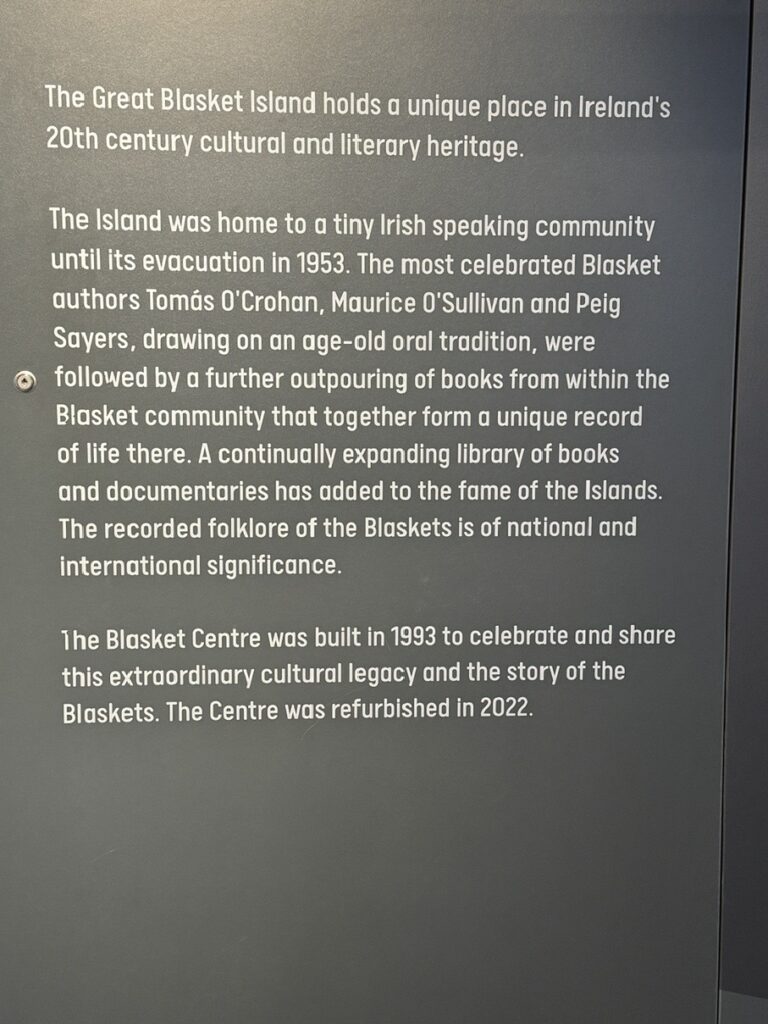 The Great Blasket Island holds a unique place in Ireland's
20th century cultural and literary heritage.
The Island was home to a tiny Irish speaking community
until its evacuation in 1953. The most celebrated Blasket
authors Tomás O'Crohan, Maurice O'Sullivan and Peig
Sayers, drawing on an age-old oral tradition, were
followed by a further outpouring of books from within the
Blasket community that together form a unique record
of life there. A continually expanding library of books
and documentaries has added to the fame of the Islands.
The recorded folklore of the Blaskets is of national and
international significance.
The Blasket Centre was built in 1993 to celebrate and share
this extraordinary cultural legacy and the story of the
Blaskets. The Centre was refurbished in 2022.